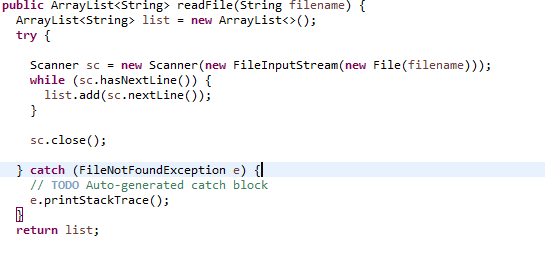 public ArrayList<String> readFile(String filename) {
ArrayList<String> list = new ArrayList<>();
try {
Scanner sc = new Scanner(new FileInputStream(new File(filename)));
while (sc.hasNextLine()) {
list.add(sc.nextLine());
}
sc.close();
} catch (FileNotFoundException e) {
// TODO Auto-generated catch block
e.printStackTrace();
}
return list;